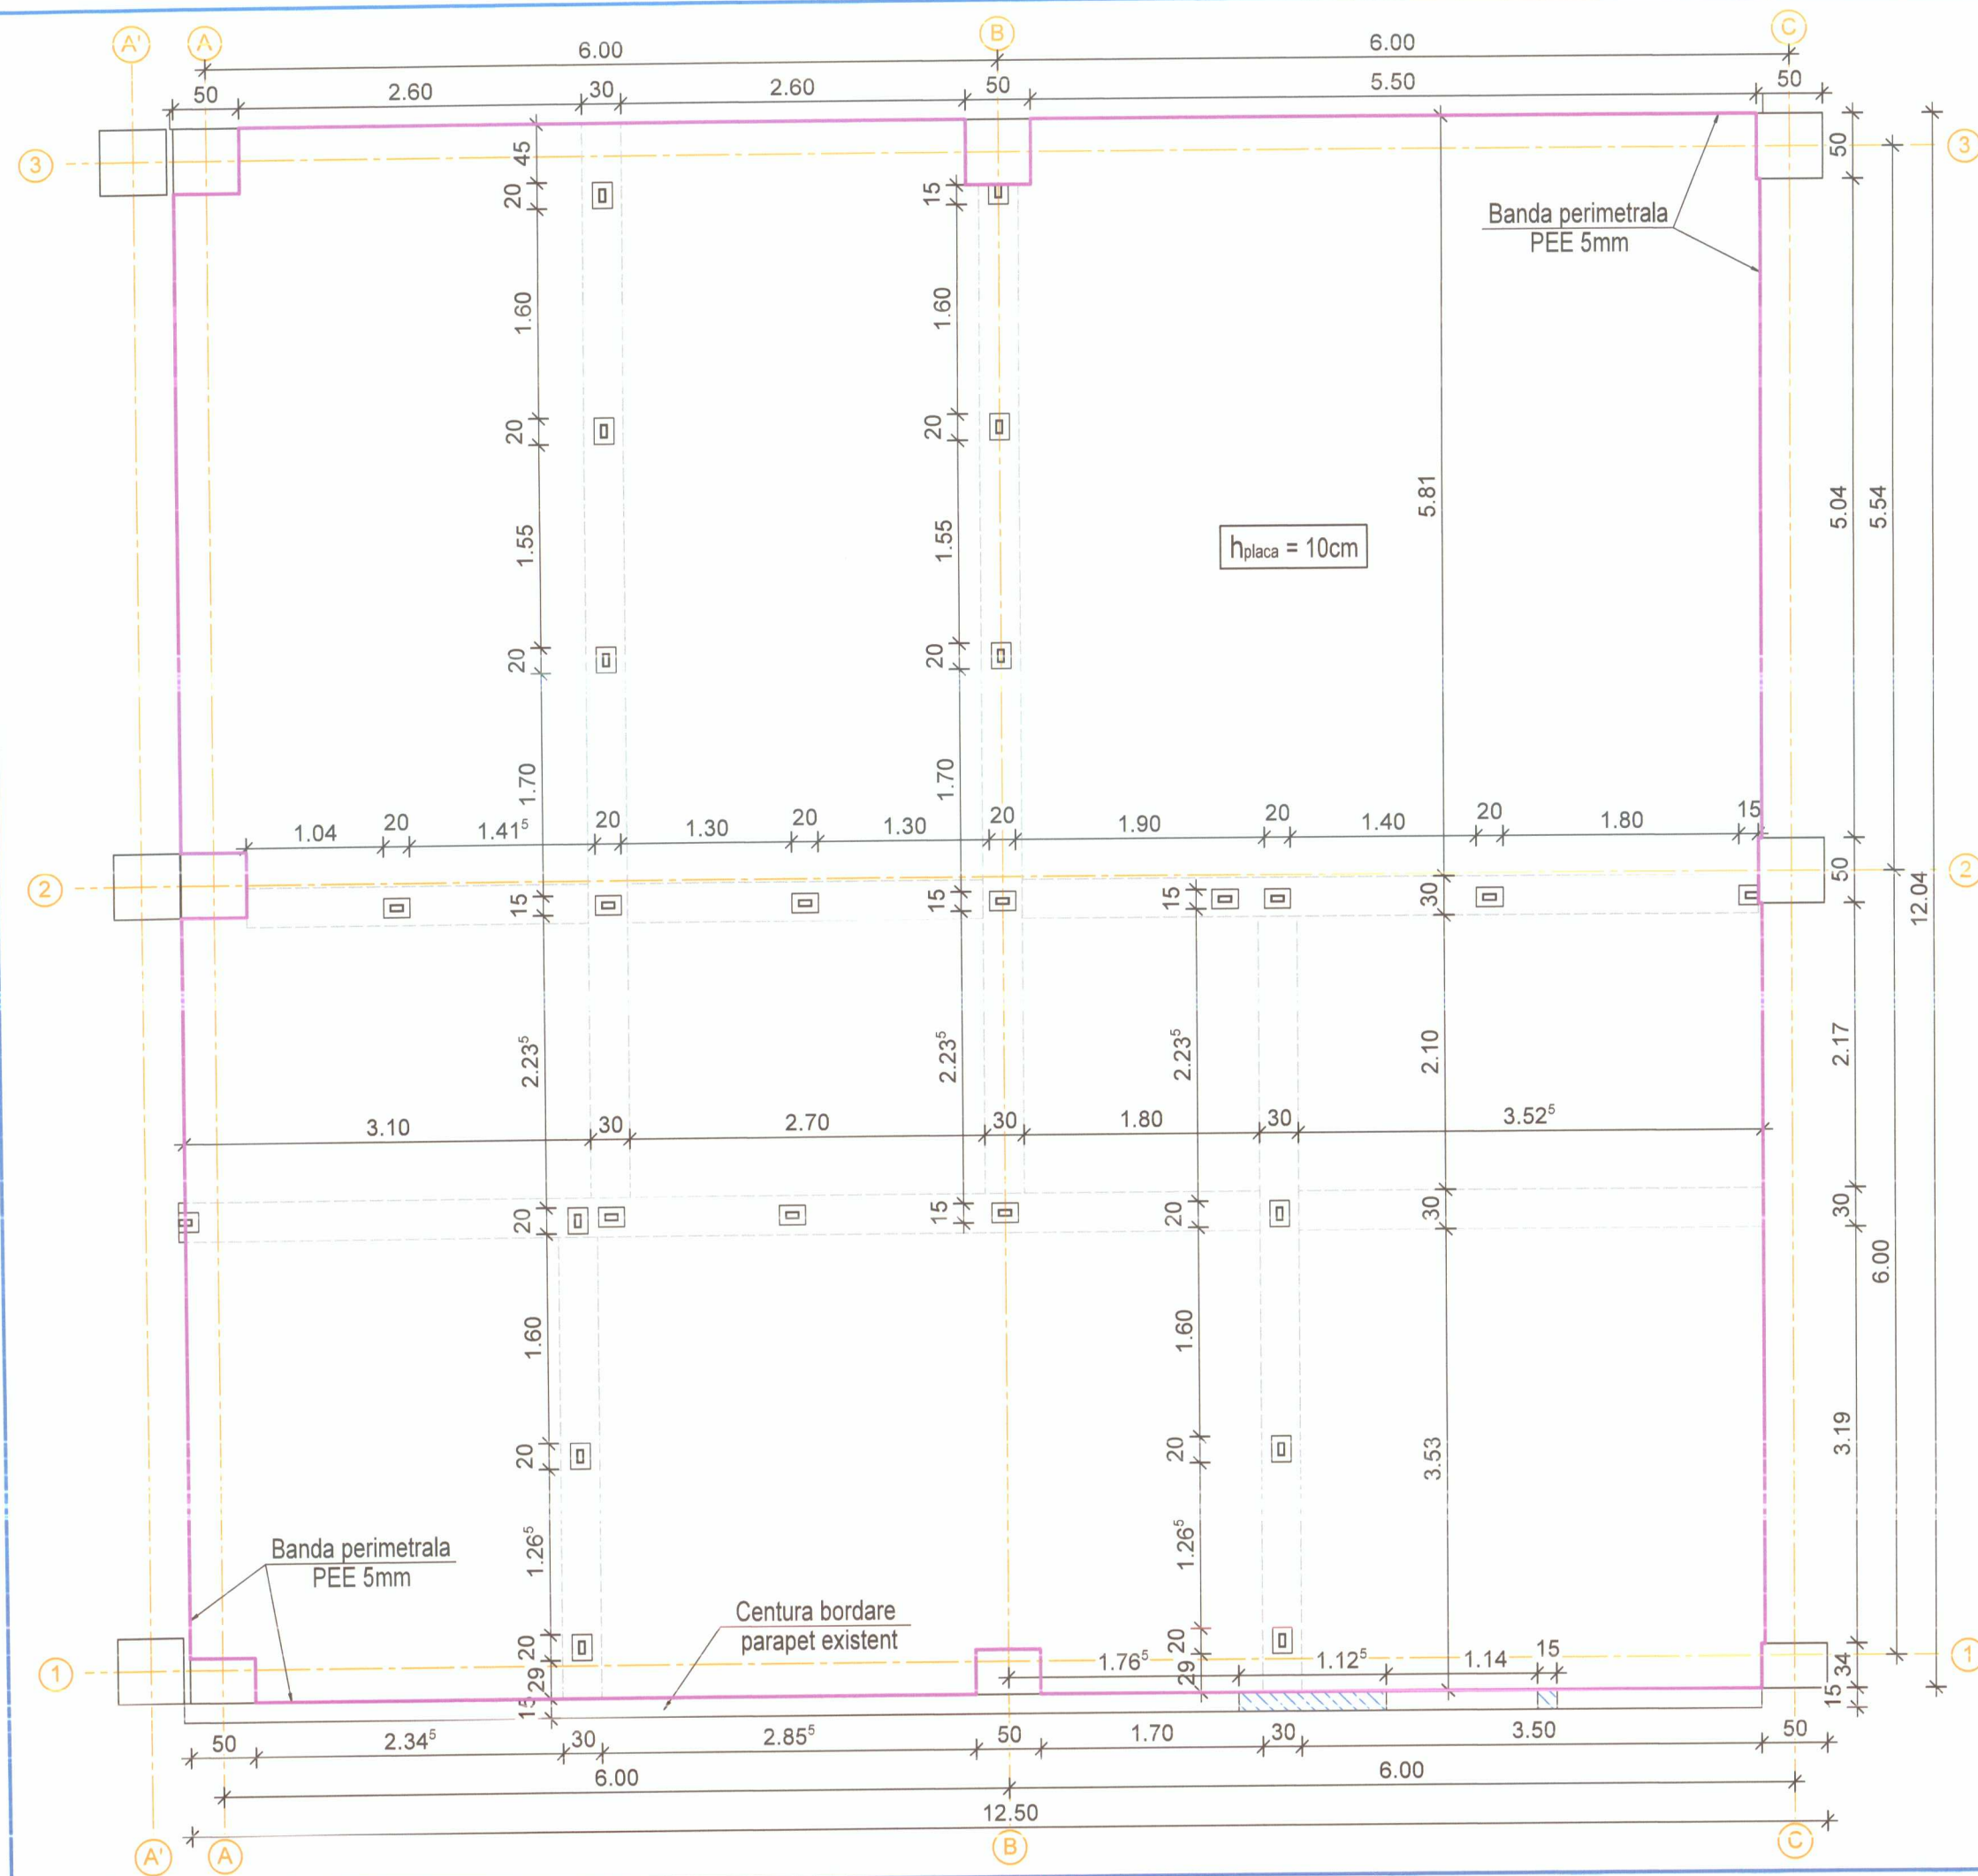 A' A B C
6.00 6.00
50 2.60 30 2.60 50 5.50 50
3 3
45
20
15
50
Banda perimetrala
PEE 5mm
1.60 1.60
20 20
1.55 1.55
5.81
hplaca = 10cm
5.04 5.54
20 20
1.70 1.70
1.04 20 1.41⁵ 20 1.30 20 1.30 20 1.90 20 1.40 20 1.80 15
2 2
15 15 15 30 50
12.04
2.23⁵ 2.23⁵ 2.23⁵ 2.10 2.17
3.10 30 2.70 30 1.80 30 3.52⁵
20 15 20 30 30
6.00
1.60 1.60
20 20 3.53 3.19
1.26⁵ 1.26⁵
Banda perimetrala
PEE 5mm
Centura bordare
parapet existent
20 20
1 1
29 29 34
1.76⁵ 1.12⁵ 1.14 15
15 15
50 2.34⁵ 30 2.85⁵ 50 1.70 30 3.50 50
6.00 6.00
12.50
A' A B C